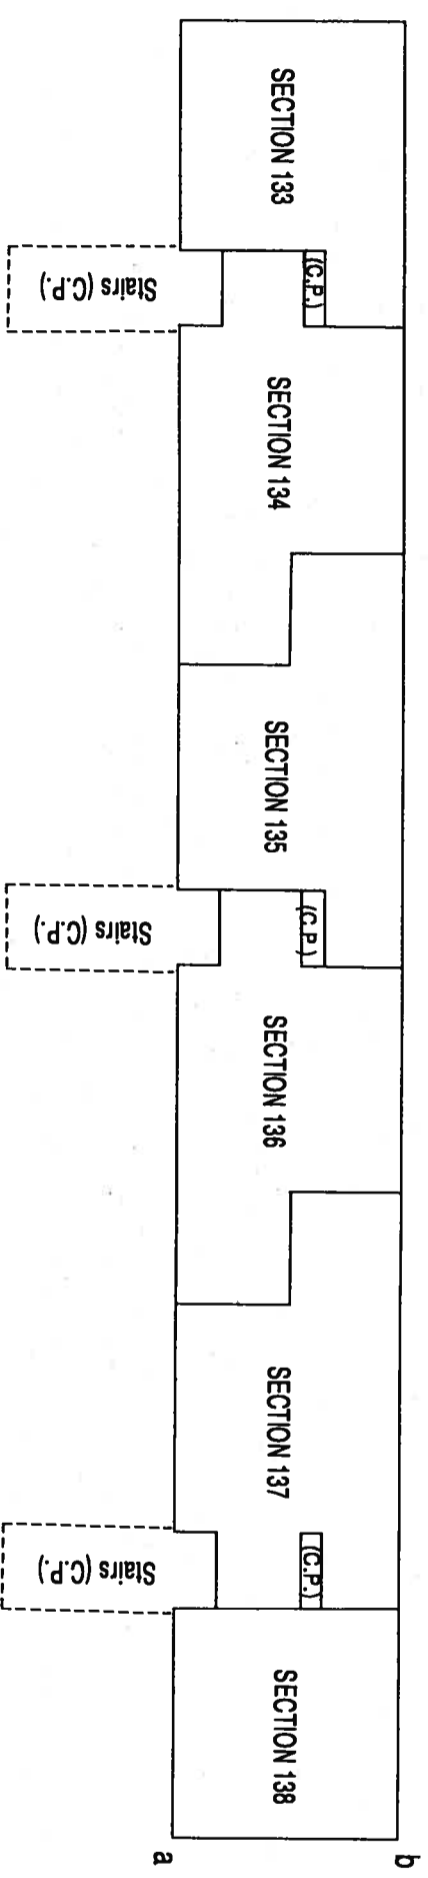 SECTION 133
(C.P.)
Stairs (C.P.)
SECTION 134
SECTION 135
(C.P.)
Stairs (C.P.)
SECTION 136
SECTION 137
(C.P.)
Stairs (C.P.)
SECTION 138
a
b